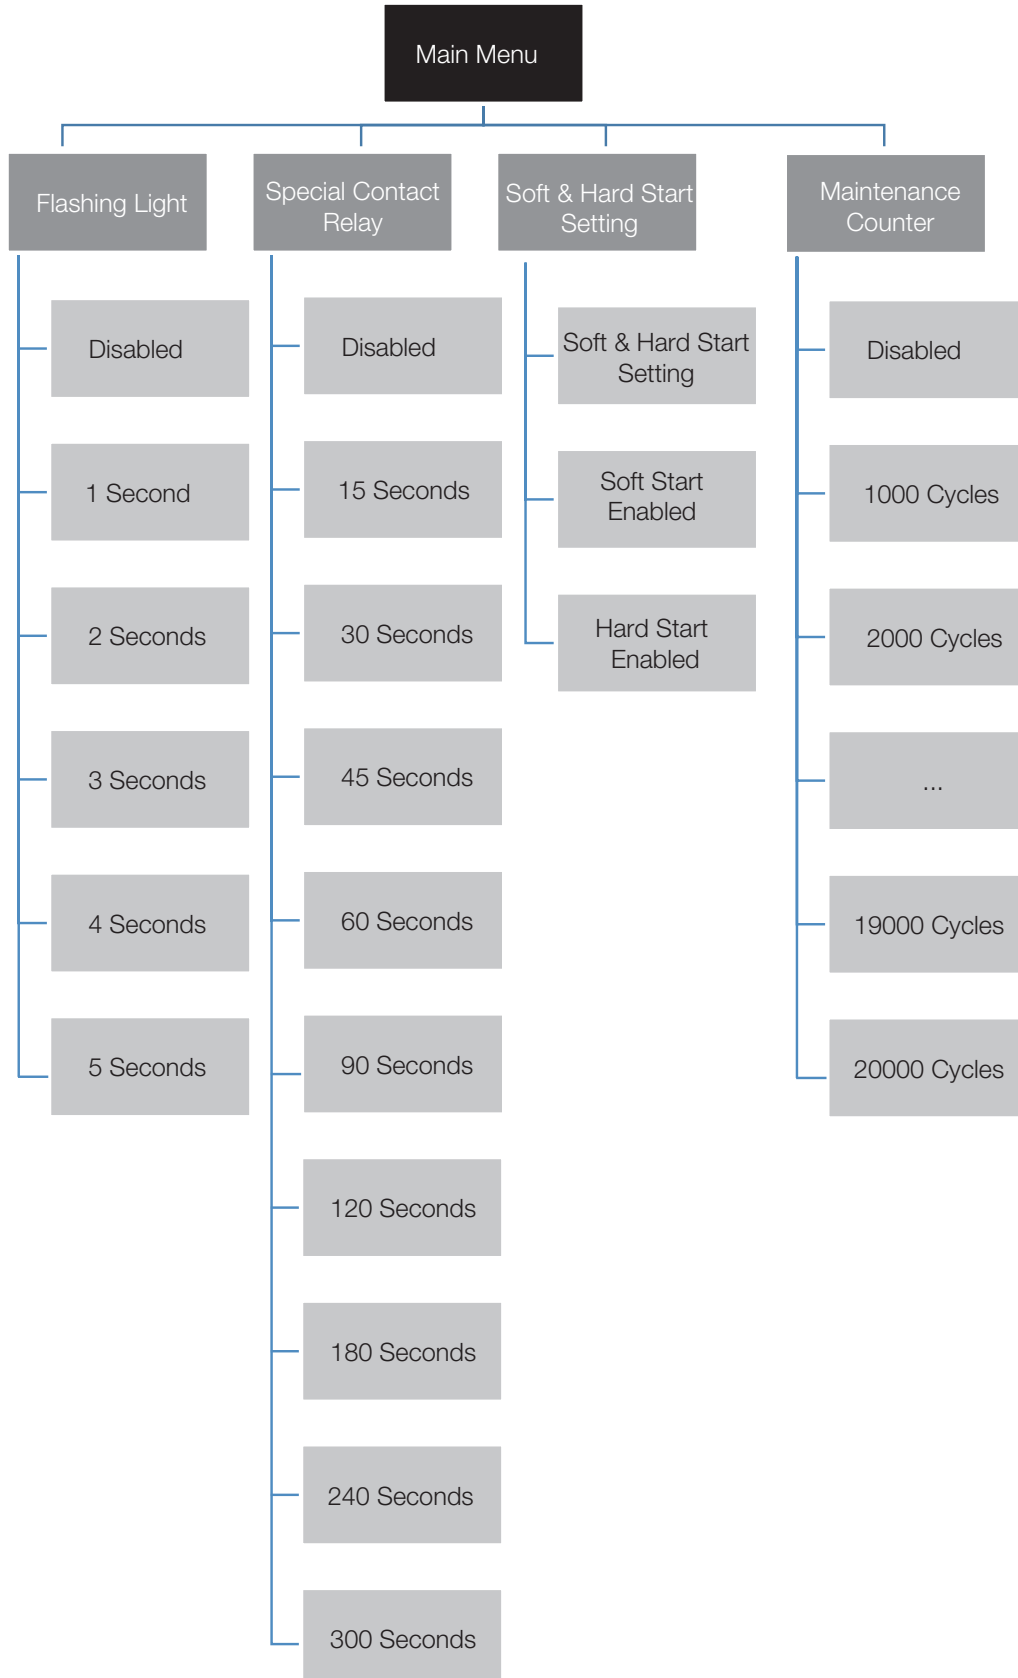 Main Menu
Flashing Light
Special Contact
Relay
Soft & Hard Start
Setting
Maintenance
Counter
Disabled
1 Second
2 Seconds
3 Seconds
4 Seconds
5 Seconds
Disabled
15 Seconds
30 Seconds
45 Seconds
60 Seconds
90 Seconds
120 Seconds
180 Seconds
240 Seconds
300 Seconds
Soft & Hard Start
Setting
Soft Start
Enabled
Hard Start
Enabled
Disabled
1000 Cycles
2000 Cycles
...
19000 Cycles
20000 Cycles